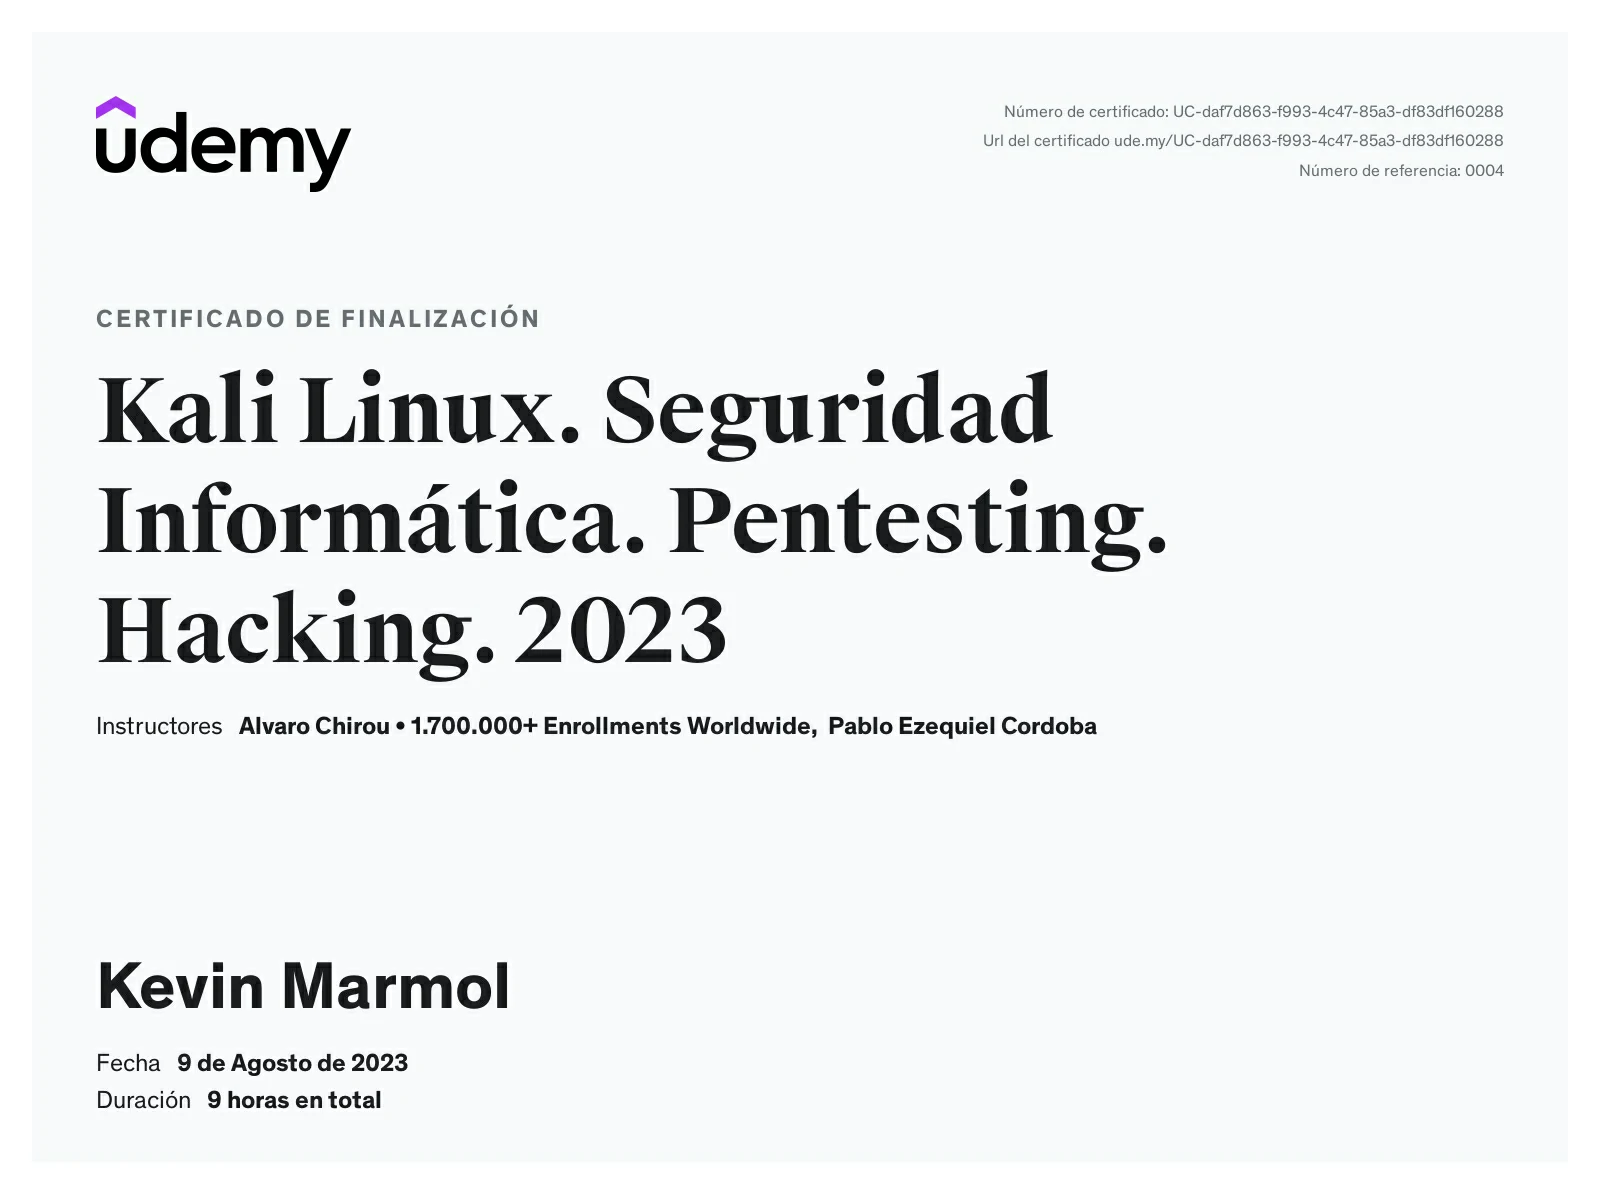 udemy
Número de certificado: UC-daf7d863-f993-4c47-85a3-df83df160288
Url del certificado ude.my/UC-daf7d863-f993-4c47-85a3-df83df160288
Número de referencia: 0004
CERTIFICADO DE FINALIZACIÓN
Kali Linux. Seguridad
Informática. Pentesting.
Hacking. 2023
Instructores Alvaro Chirou • 1.700.000+ Enrollments Worldwide, Pablo Ezequiel Cordoba
Kevin Marmol
Fecha 9 de Agosto de 2023
Duración 9 horas en total